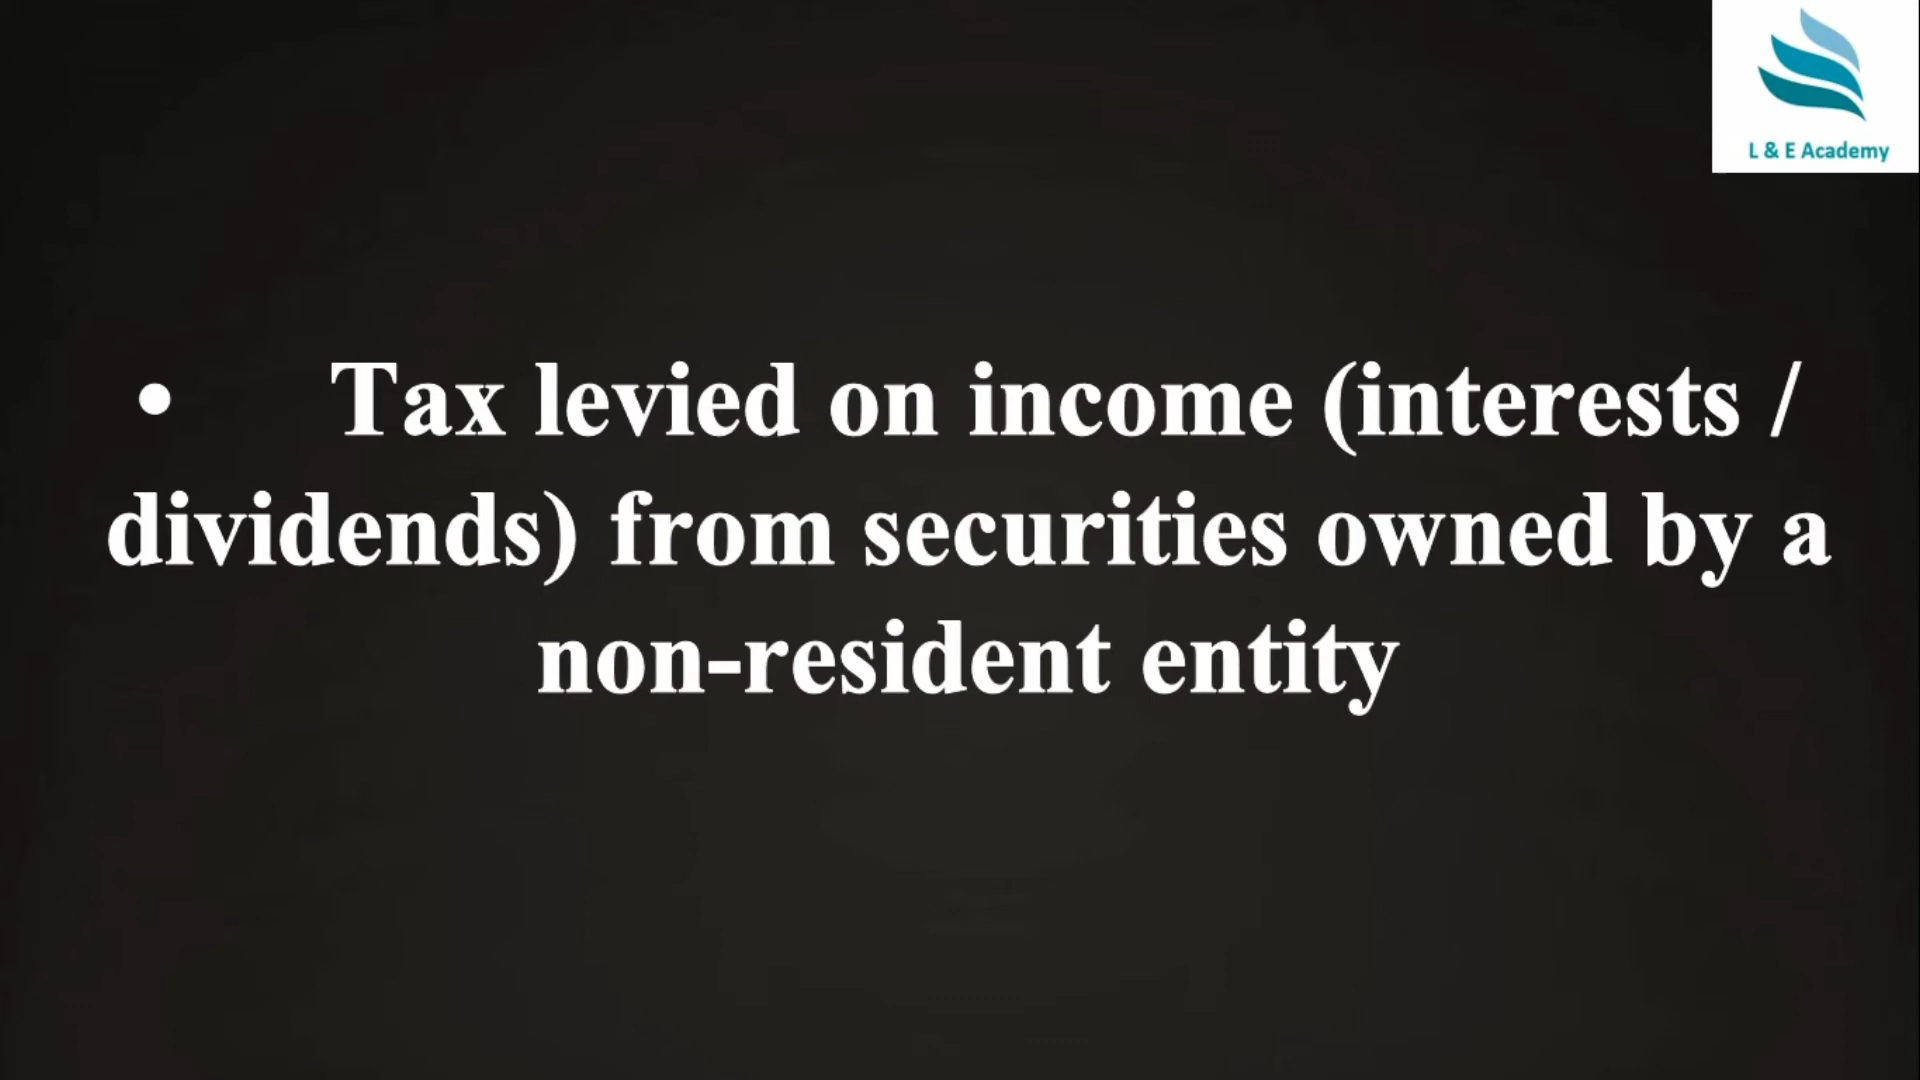 L & E Academy
• Tax levied on income (interests /
dividends) from securities owned by a
non-resident entity